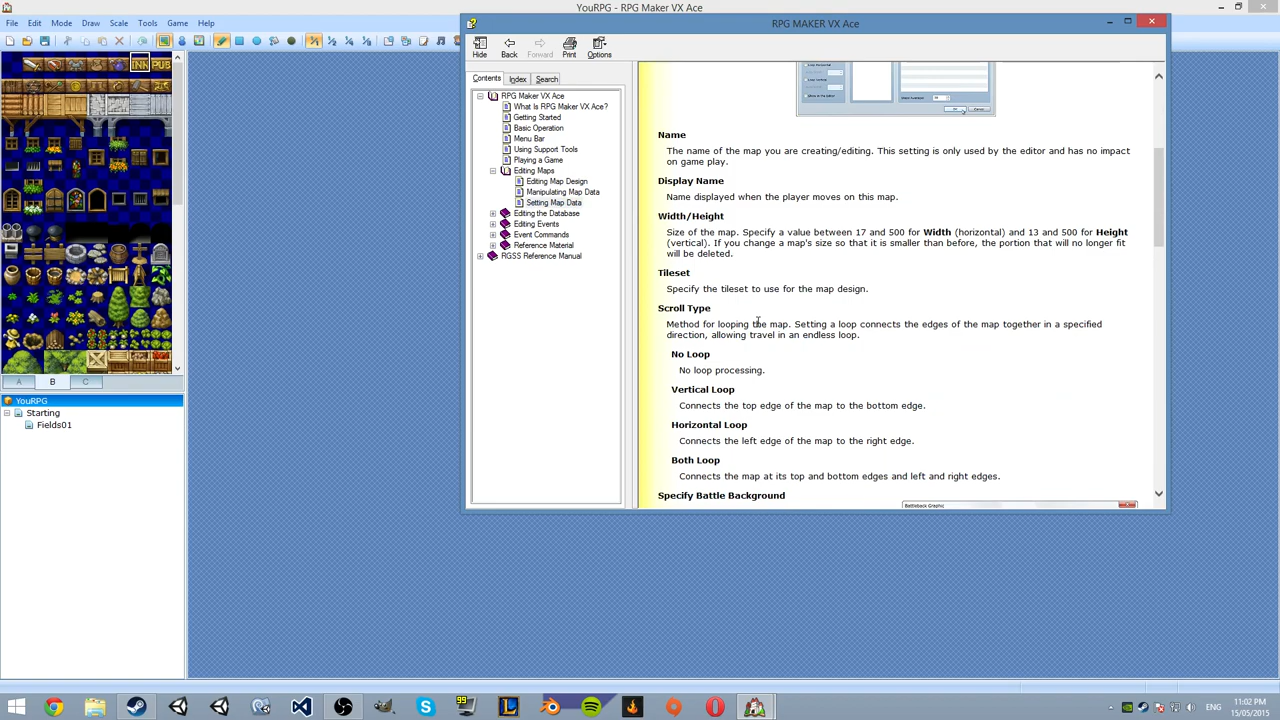 YouRPG - RPG Maker VX Ace
File Edit Mode Draw Scale Tools Game Help
RPG MAKER VX Ace
Hide Back Forward Print Options
Contents Index Search
RPG Maker VX Ace
What Is RPG Maker VX Ace?
Getting Started
Basic Operation
Menu Bar
Using Support Tools
Playing a Game
Editing Maps
Editing Map Design
Manipulating Map Data
Setting Map Data
Editing the Database
Editing Events
Event Commands
Reference Material
RGSS Reference Manual
Name
The name of the map you are creating/editing. This setting is only used by the editor and has no impact
on game play.
Display Name
Name displayed when the player moves on this map.
Width/Height
Size of the map. Specify a value between 17 and 500 for Width (horizontal) and 13 and 500 for Height
(vertical). If you change a map's size so that it is smaller than before, the portion that will no longer fit
will be deleted.
Tileset
Specify the tileset to use for the map design.
Scroll Type
Method for looping the map. Setting a loop connects the edges of the map together in a specified
direction, allowing travel in an endless loop.
No Loop
No loop processing.
Vertical Loop
Connects the top edge of the map to the bottom edge.
Horizontal Loop
Connects the left edge of the map to the right edge.
Both Loop
Connects the map at its top and bottom edges and left and right edges.
Specify Battle Background
Battleback Graphic
INN PUB
A B C
YouRPG
Starting
Fields01
99
ENG
11:02 PM
15/05/2015